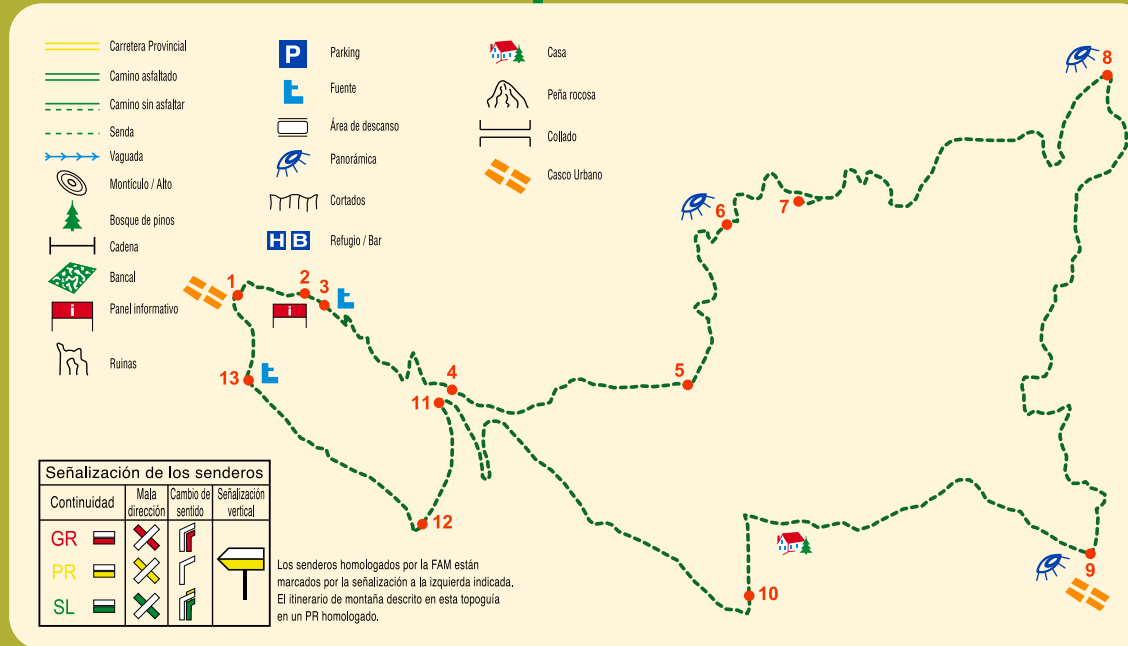 Carretera Provincial
Camino asfaltado
Camino sin asfaltar
Senda
Vaguada
Montículo / Alto
Bosque de pinos
Cadena
Bancal
i
Panel informativo
Ruinas
P
Parking
Fuente
Área de descanso
Panorámica
Cortados
H B
Refugio / Bar
Casa
Peña rocosa
Collado
Casco Urbano
1
2
3
i
4
5
6
7
8
9
10
11
12
13
Señalización de los senderos
Continuidad
Mala dirección
Cambio de sentido
Señalización vertical
GR
PR
SL
Los senderos homologados por la FAM están
marcados por la señalización a la izquierda indicada.
El itinerario de montaña descrito en esta topoguía
en un PR homologado.